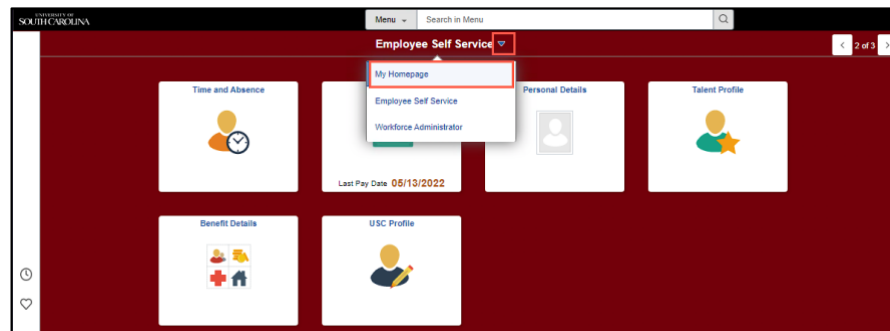 UNIVERSITY OF
SOUTH CAROLINA
Menu
Search in Menu
Employee Self Service
2 of 3
My Homepage
Employee Self Service
Workforce Administrator
Time and Absence
Personal Details
Talent Profile
Last Pay Date 05/13/2022
Benefit Details
USC Profile